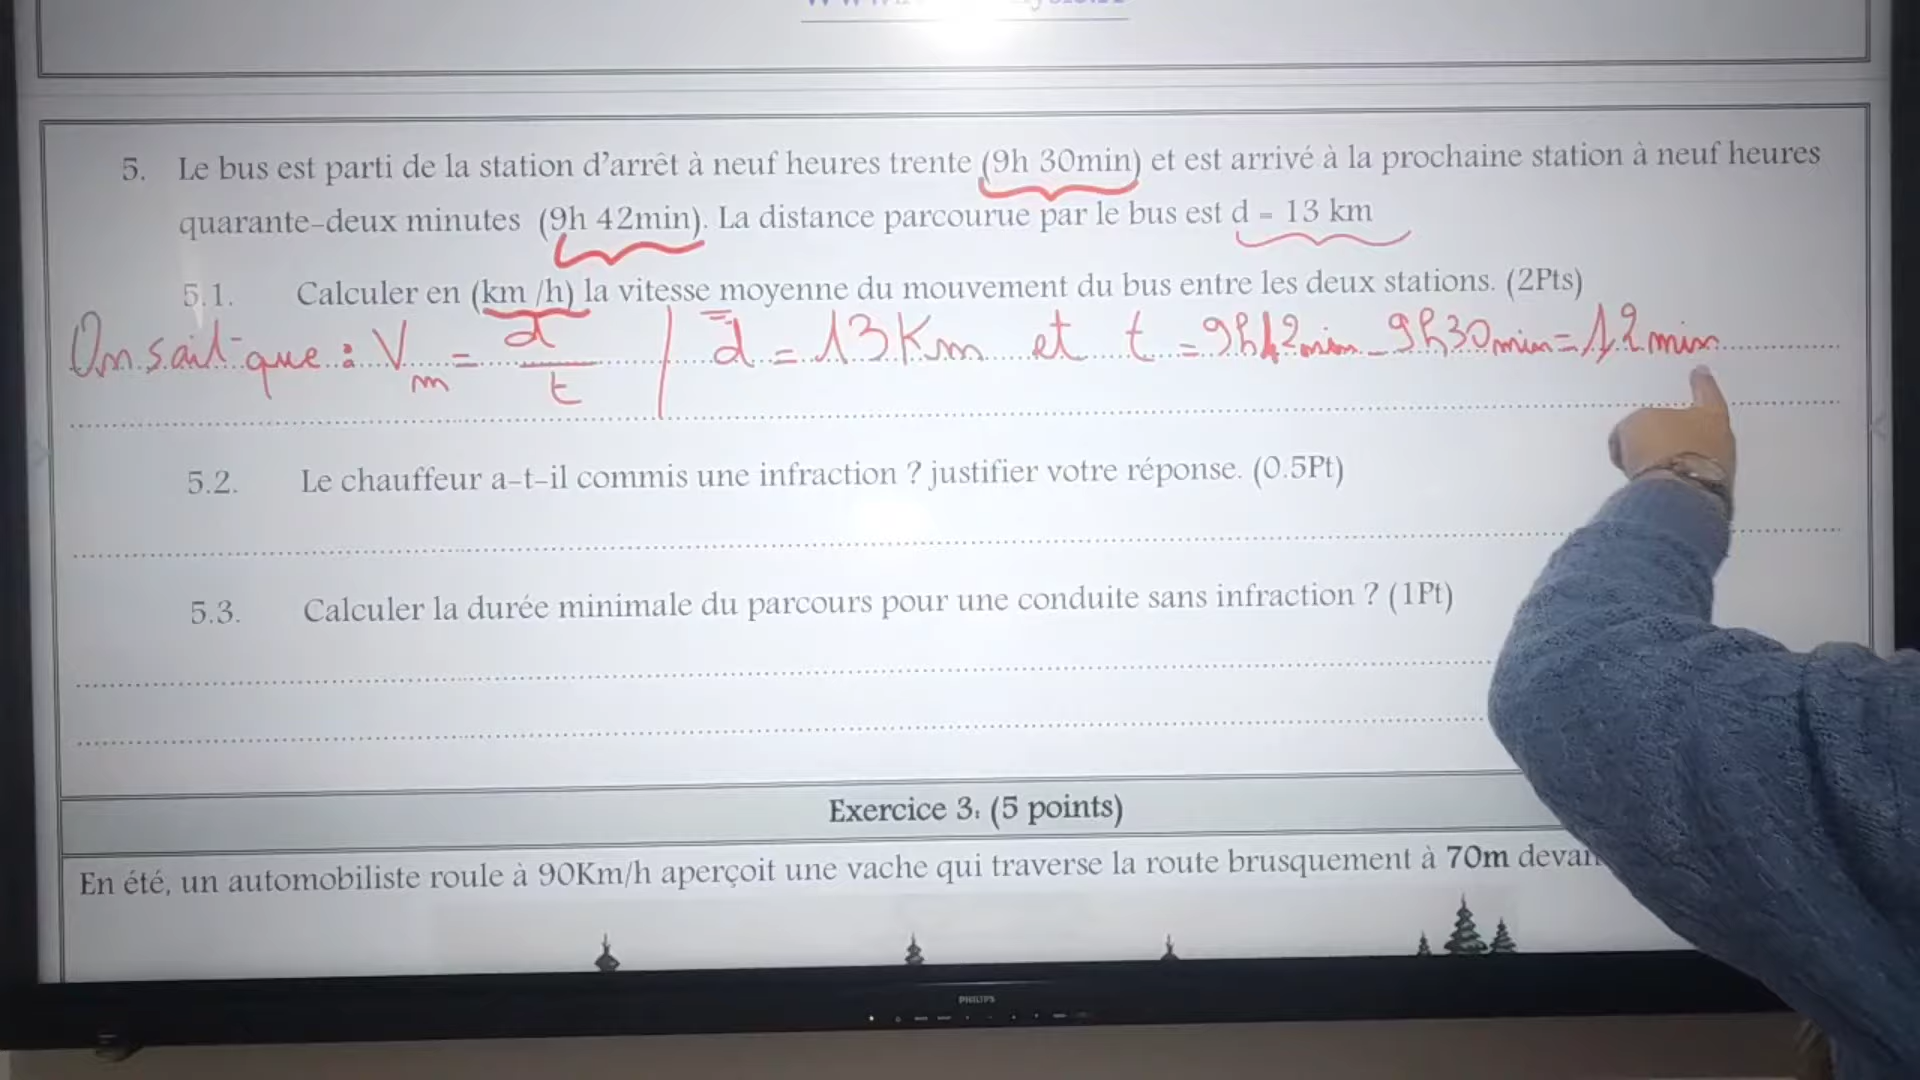 5. Le bus est parti de la station d'arrêt à neuf heures trente (9h 30min) et est arrivé à la prochaine station à neuf heures
quarante-deux minutes (9h 42min). La distance parcourue par le bus est d = 13 km
5.1. Calculer en (km /h) la vitesse moyenne du mouvement du bus entre les deux stations. (2Pts)
On sait que : Vm = d/t | d = 13 Km et t = 9h42min - 9h30min = 12 min
5.2. Le chauffeur a-t-il commis une infraction ? justifier votre réponse. (0.5Pt)
5.3. Calculer la durée minimale du parcours pour une conduite sans infraction ? (1Pt)
Exercice 3: (5 points)
En été, un automobiliste roule à 90Km/h aperçoit une vache qui traverse la route brusquement à 70m
PHILIPS